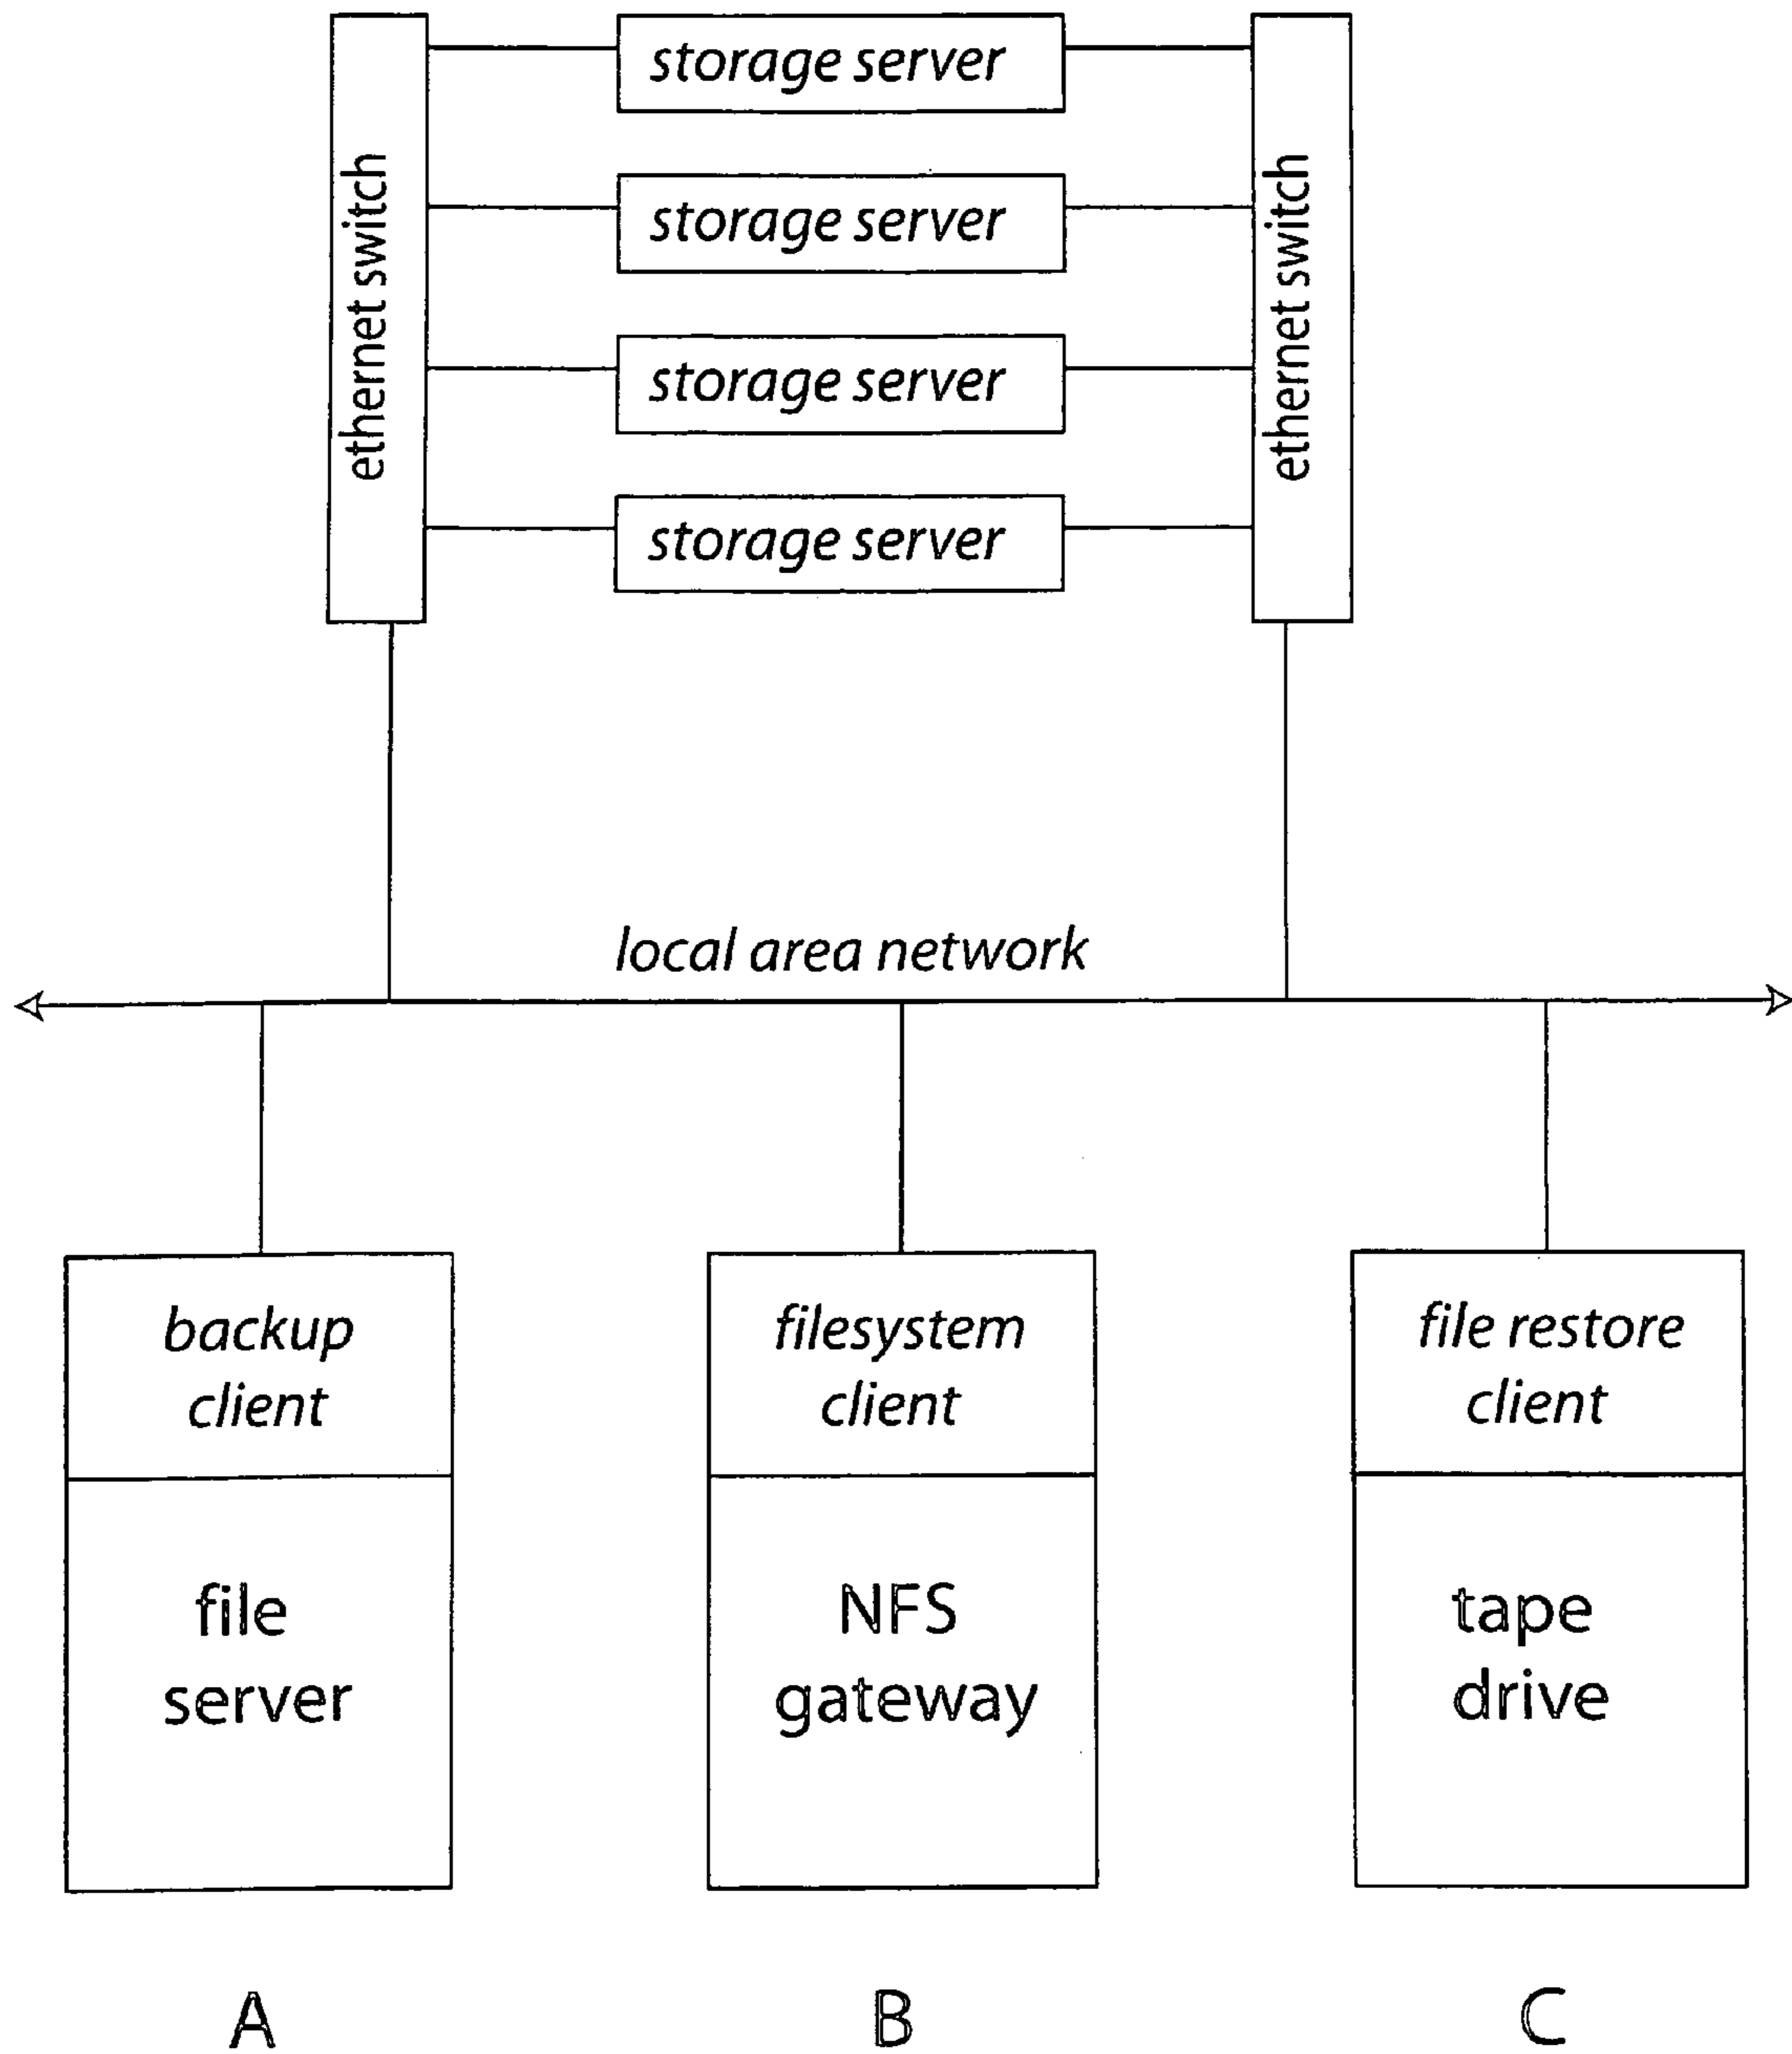 storage server
storage server
storage server
storage server
ethernet switch
ethernet switch
local area network
backup
client
file
server
filesystem
client
NFS
gateway
file restore
client
tape
drive
A
B
C